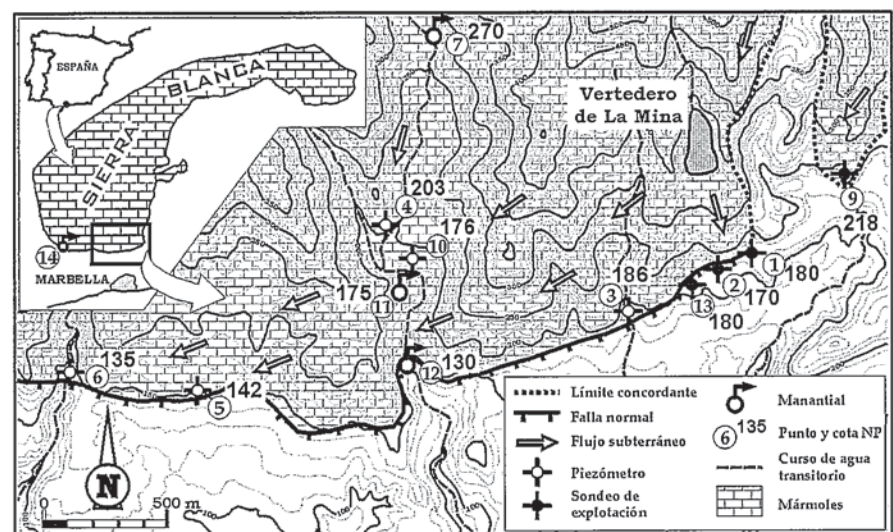 ESPAÑA
SIERRA BLANCA
14
MARBELLA
270
7
Vertedero
de La Mina
203
4
176
10
175
11
9
218
186
3
1
180
2
170
13
180
135
6
142
5
130
12
N
0 500 m
Límite concordante
Falla normal
Flujo subterráneo
Piezómetro
Sondeo de
explotación
Manantial
6 135 Punto y cota NP
Curso de agua
transitorio
Mármoles